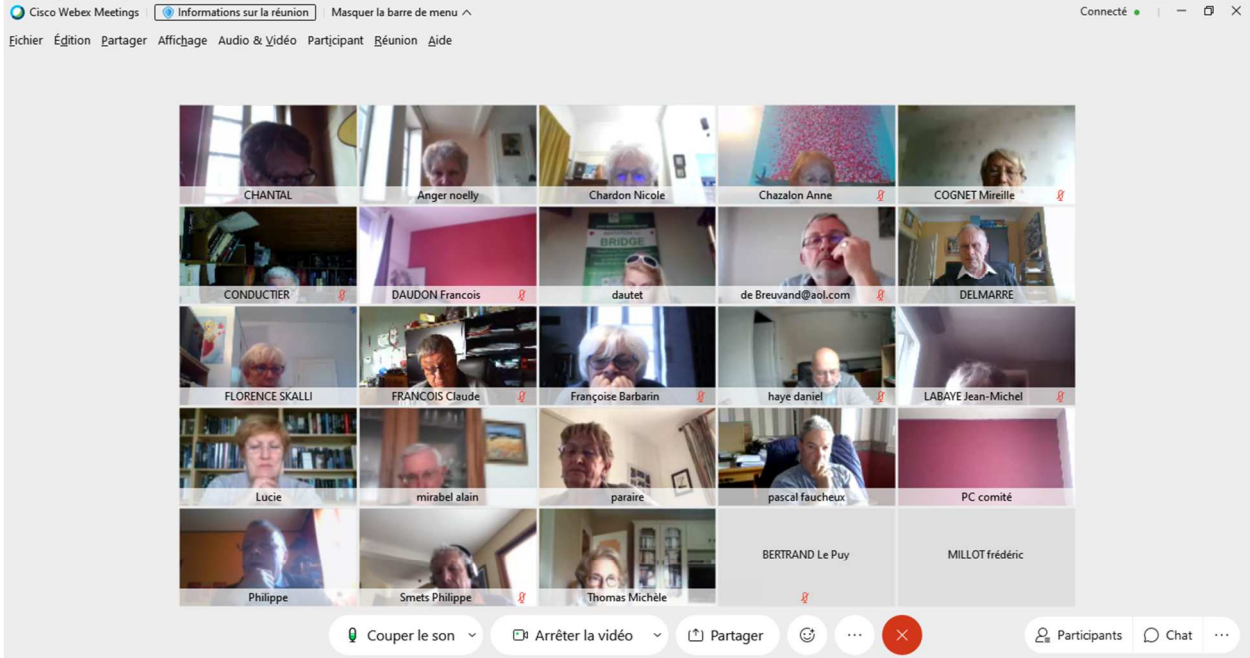 Cisco Webex Meetings Informations sur la réunion Masquer la barre de menu Connecté
Fichier Édition Partager Affichage Audio & Vidéo Participant Réunion Aide
CHANTAL Anger noelly Chardon Nicole Chazalon Anne COGNET Mireille
BRIDGE
CONDUCTIER DAUDON Francois dautet de Breuvand@aol.com DELMARRE
FLORENCE SKALLI FRANCOIS Claude Françoise Barbarin haye daniel LABAYE Jean-Michel
Lucie mirabel alain paraire pascal faucheux PC comité
BERTRAND Le Puy MILLOT frédéric
Philippe Smets Philippe Thomas Michèle
Couper le son Arrêter la vidéo Partager Participants Chat